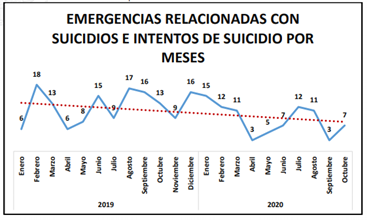 EMERGENCIAS RELACIONADAS CON
SUICIDIOS E INTENTOS DE SUICIDIO POR
MESES
6
18
13
6
8
15
9
17
16
13
9
16
15
12
11
3
5
7
12
11
3
7
Enero
Febrero
Marzo
Abril
Mayo
Junio
Julio
Agosto
Septiembre
Octubre
Noviembre
Diciembre
Enero
Febrero
Marzo
Abril
Mayo
Junio
Julio
Agosto
Septiembre
Octubre
2019
2020